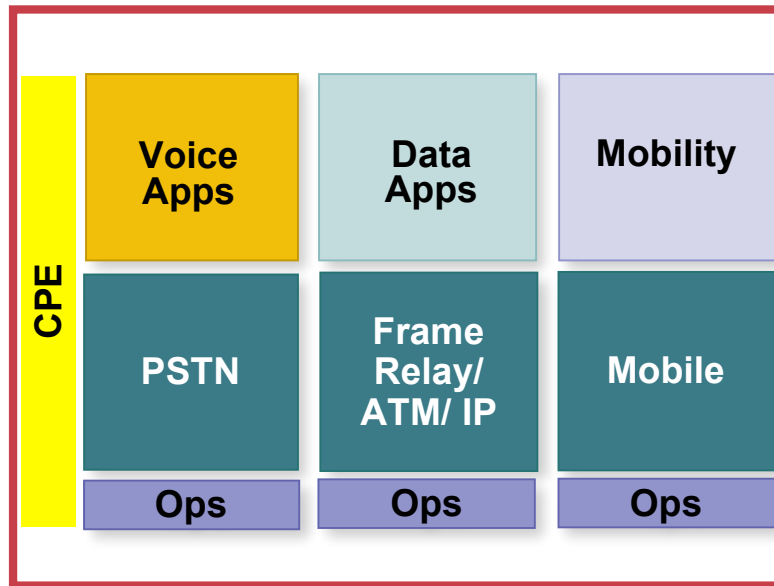 CPE
Voice
Apps
Data
Apps
Mobility
PSTN
Frame
Relay/
ATM/ IP
Mobile
Ops
Ops
Ops